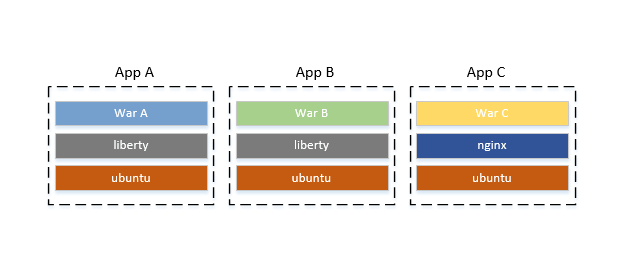 App A
App B
App C
War A
War B
War C
liberty
liberty
nginx
ubuntu
ubuntu
ubuntu